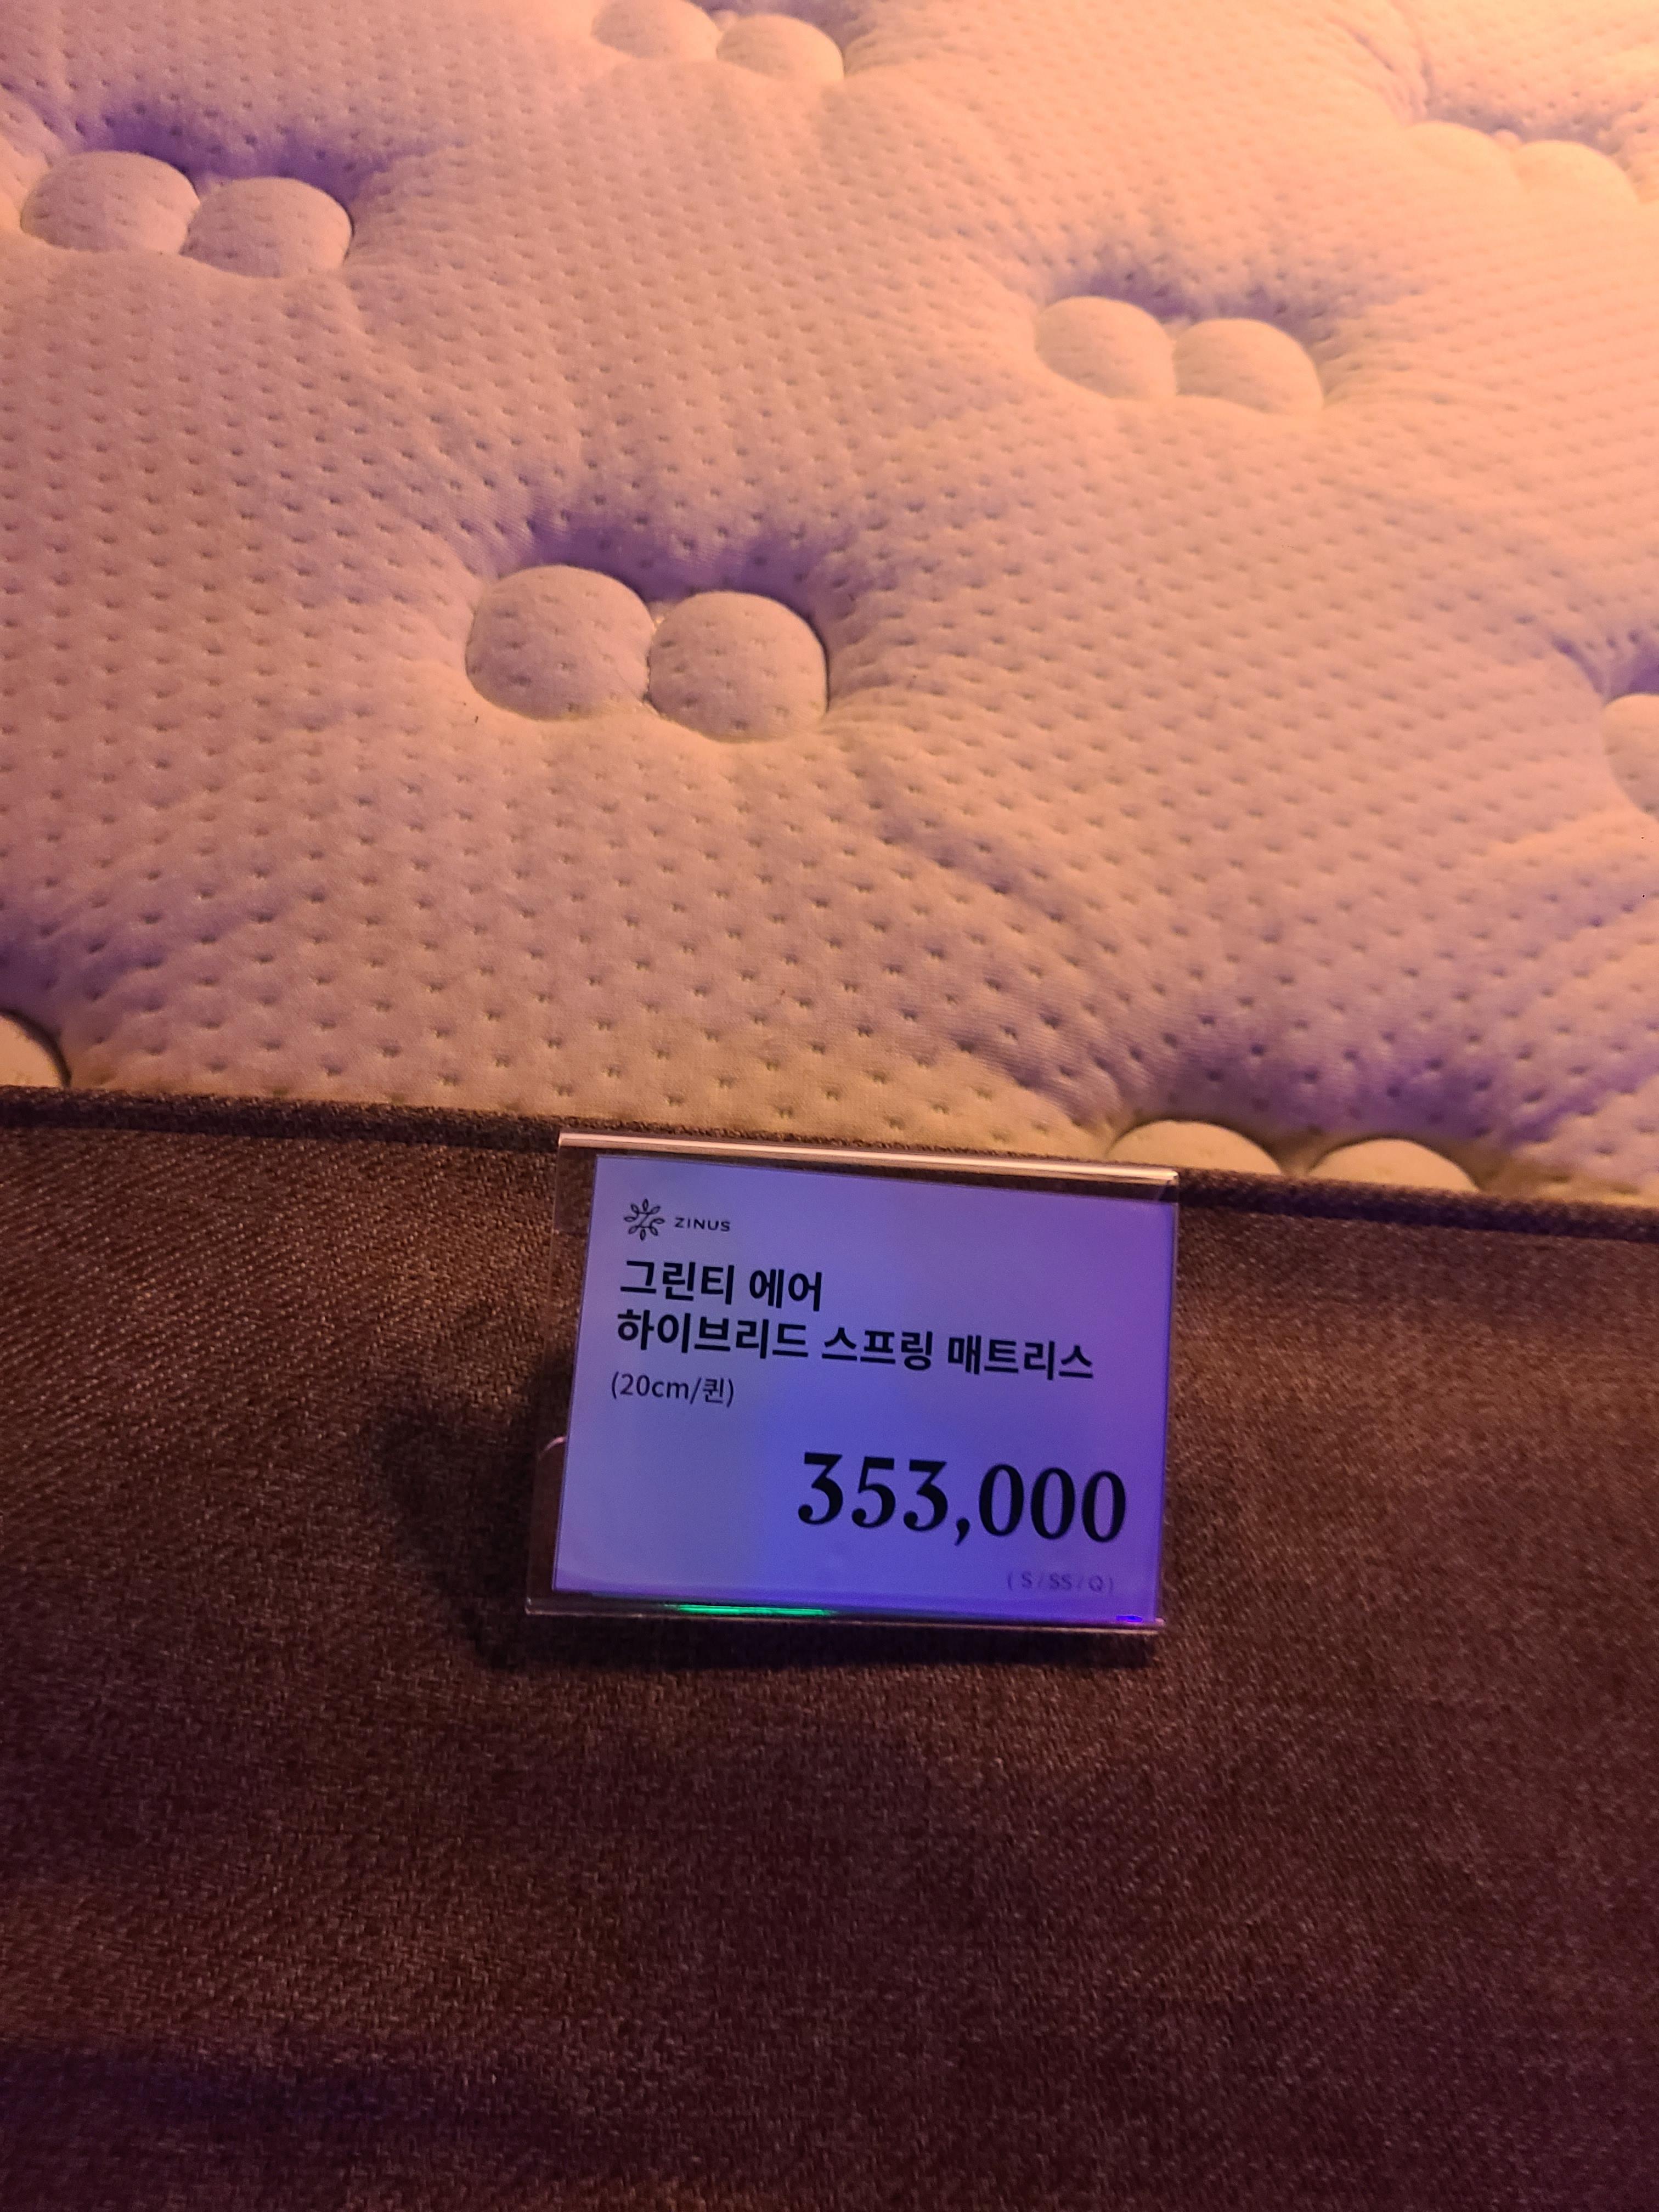 ZINUS
그린티 에어
하이브리드 스프링 매트리스
(20cm/퀸)
353,000
( S / SS / Q )